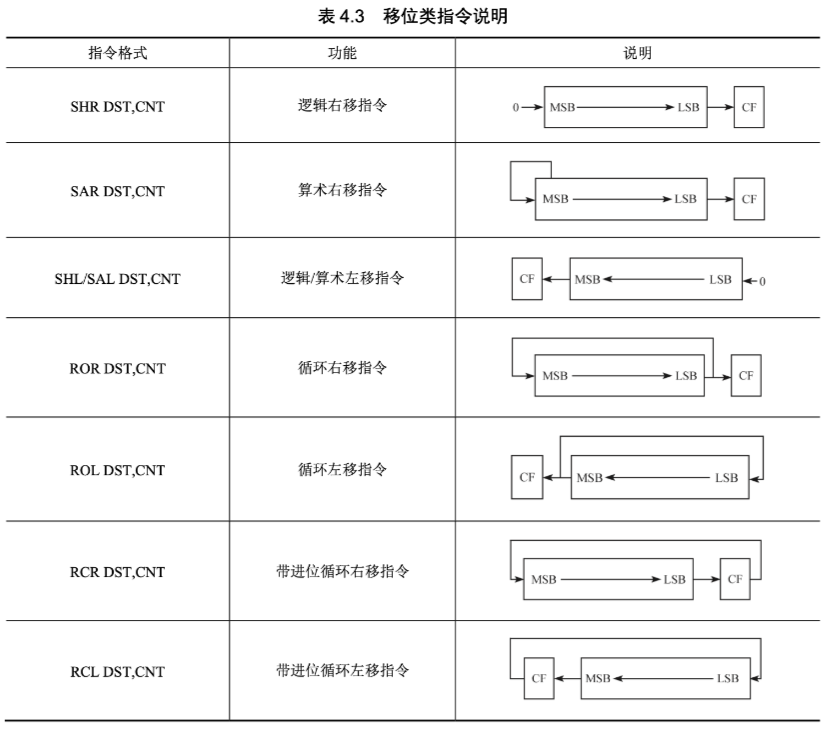 表 4.3 移位类指令说明
指令格式 功能 说明
SHR DST,CNT 逻辑右移指令 0 MSB LSB CF
SAR DST,CNT 算术右移指令 MSB LSB CF
SHL/SAL DST,CNT 逻辑/算术左移指令 CF MSB LSB 0
ROR DST,CNT 循环右移指令 MSB LSB CF
ROL DST,CNT 循环左移指令 CF MSB LSB
RCR DST,CNT 带进位循环右移指令 MSB LSB CF
RCL DST,CNT 带进位循环左移指令 CF MSB LSB